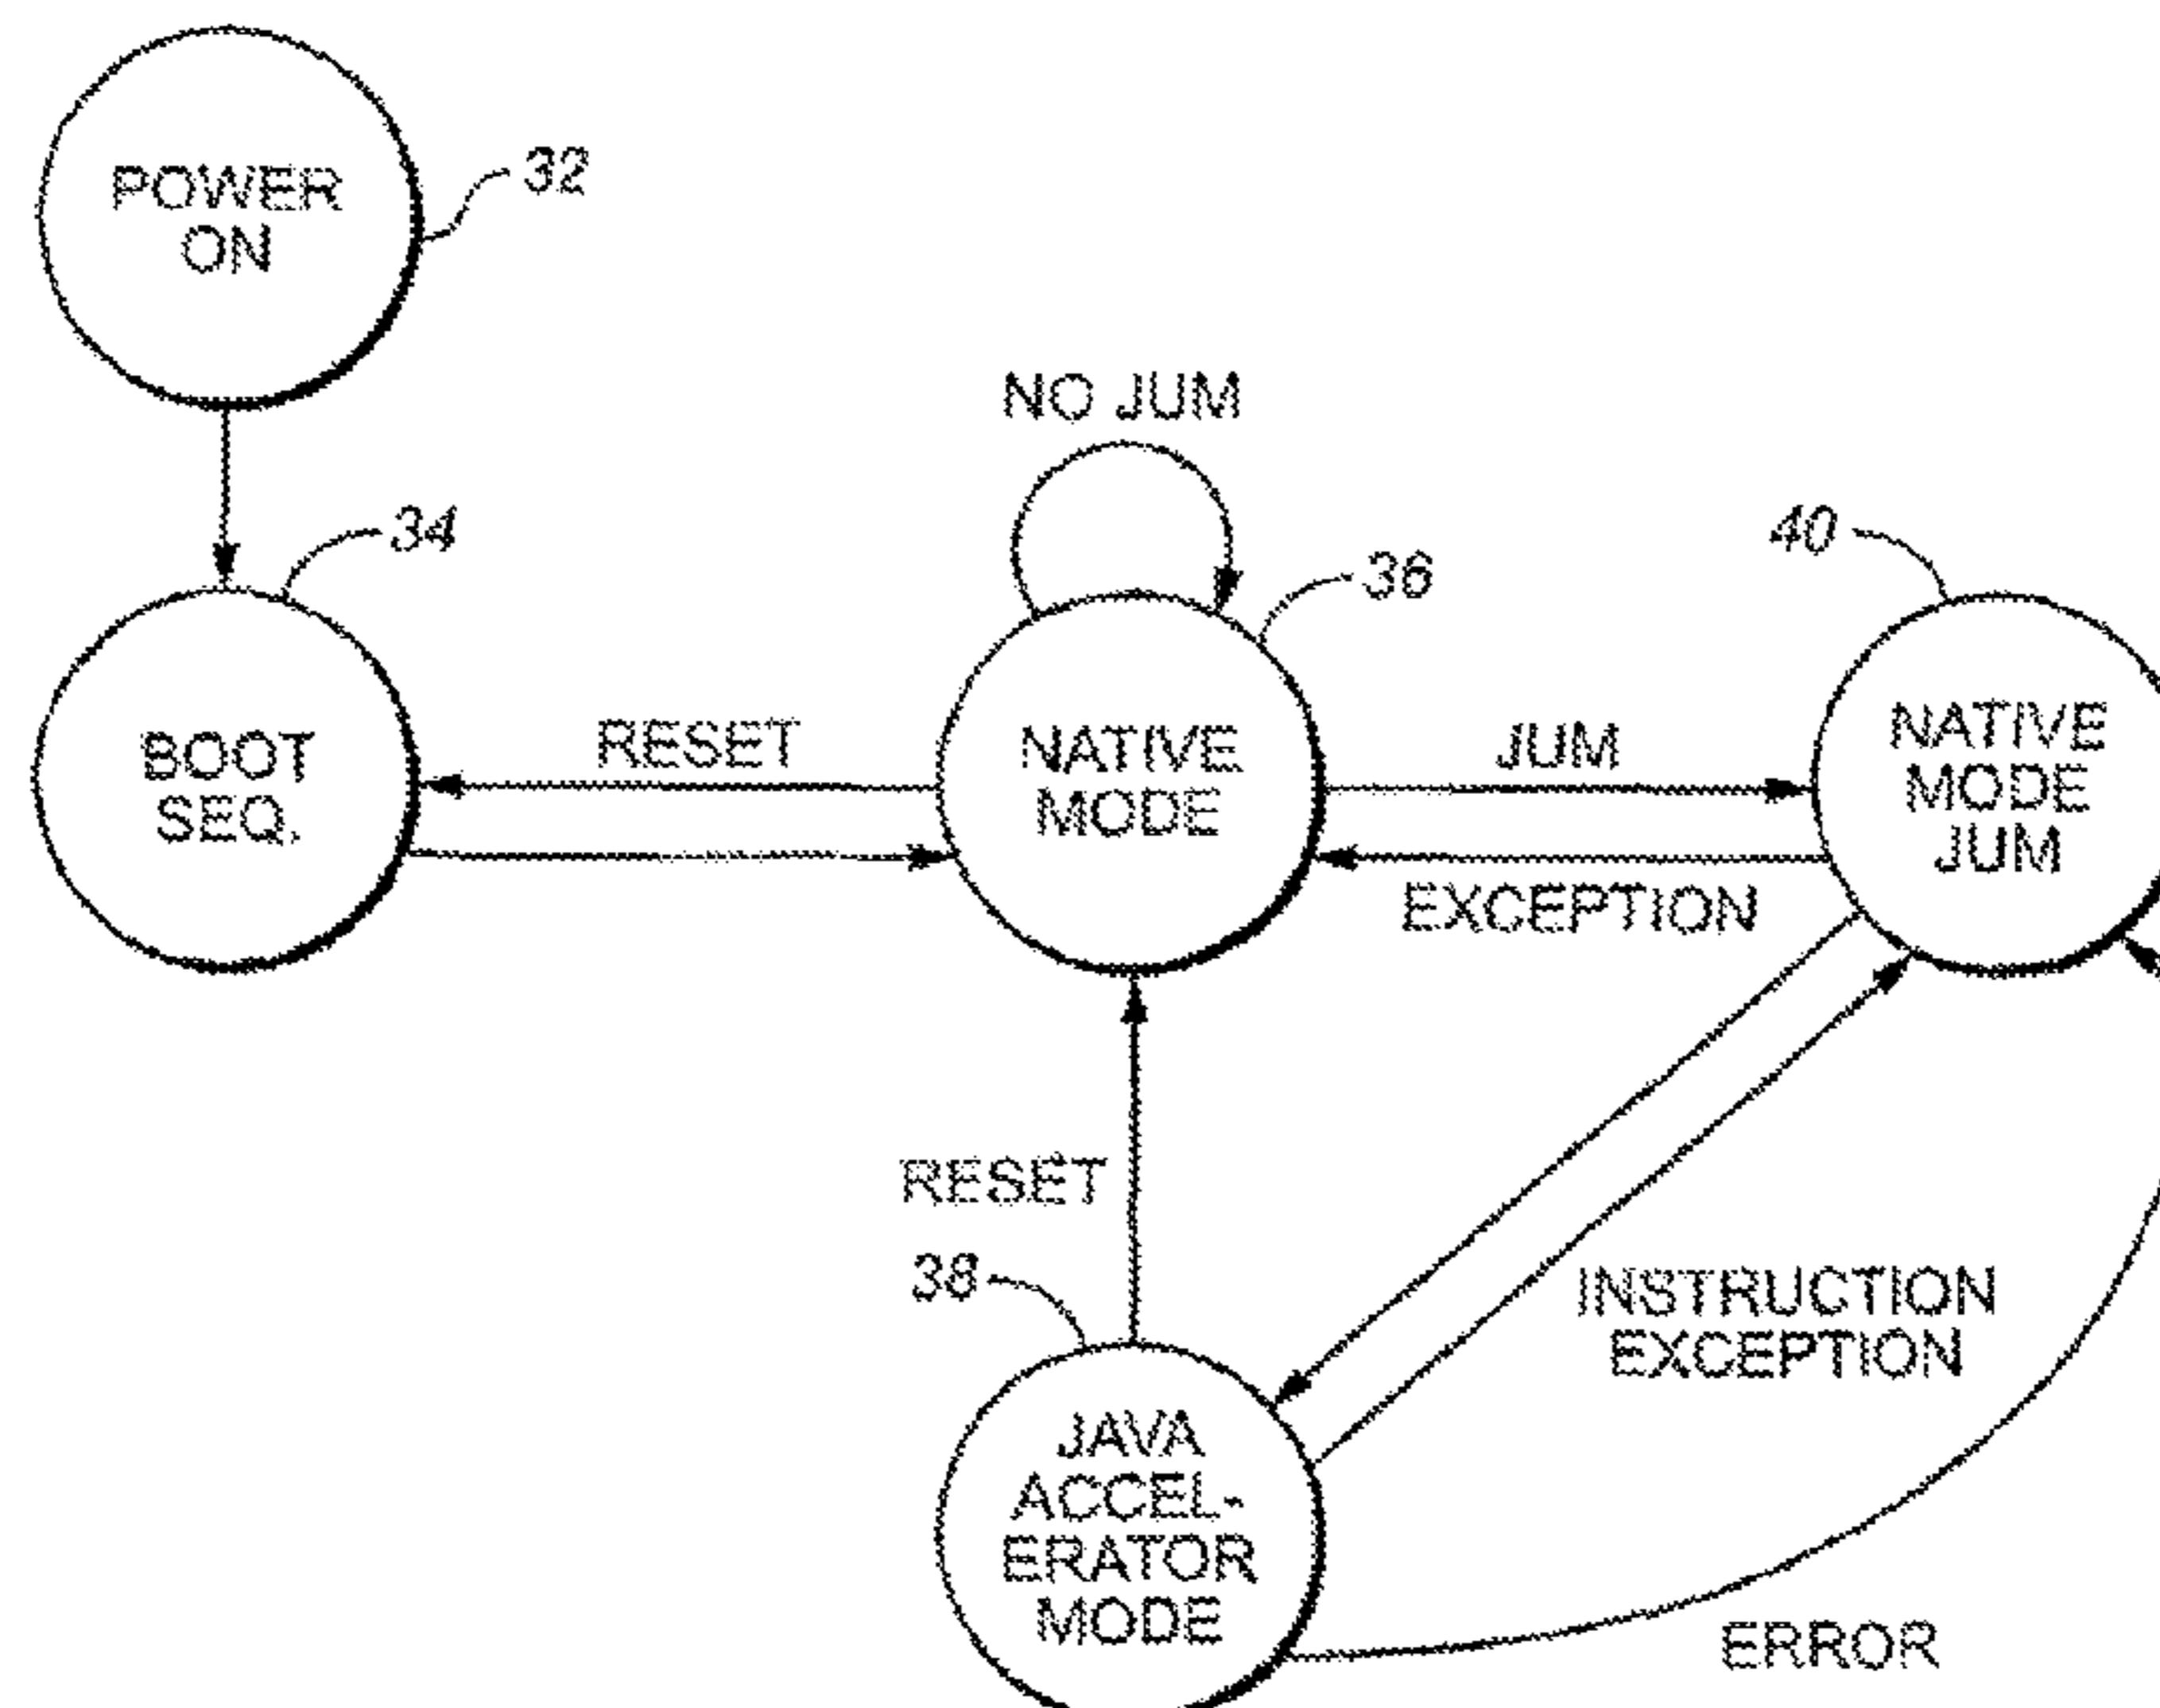 POWER
ON
32
NO JUM
34
36
40
BOOT
SEQ.
RESET
NATIVE
MODE
JUM
NATIVE
MODE
JUM
EXCEPTION
RESET
38
INSTRUCTION
EXCEPTION
JAVA
ACCEL-
ERATOR
MODE
ERROR